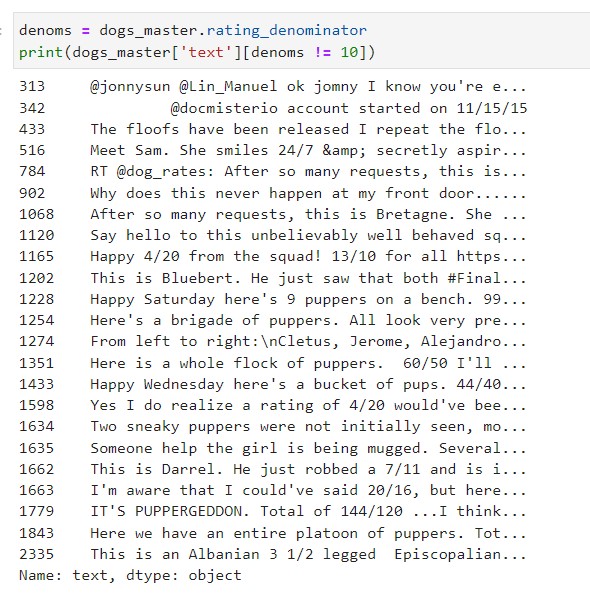 denoms = dogs_master.rating_denominator
print(dogs_master['text'][denoms != 10])
313 @jonnysun @Lin_Manuel ok jomny I know you're e...
342 @docmisterio account started on 11/15/15
433 The floofs have been released I repeat the flo...
516 Meet Sam. She smiles 24/7 &amp; secretly aspir...
784 RT @dog_rates: After so many requests, this is...
902 Why does this never happen at my front door......
1068 After so many requests, this is Bretagne. She ...
1120 Say hello to this unbelievably well behaved sq...
1165 Happy 4/20 from the squad! 13/10 for all https...
1202 This is Bluebert. He just saw that both #Final...
1228 Happy Saturday here's 9 puppers on a bench. 99...
1254 Here's a brigade of puppers. All look very pre...
1274 From left to right:\nCletus, Jerome, Alejandro...
1351 Here is a whole flock of puppers.  60/50 I'll ...
1433 Happy Wednesday here's a bucket of pups. 44/40...
1598 Yes I do realize a rating of 4/20 would've bee...
1634 Two sneaky puppers were not initially seen, mo...
1635 Someone help the girl is being mugged. Several...
1662 This is Darrel. He just robbed a 7/11 and is i...
1663 I'm aware that I could've said 20/16, but here...
1779 IT'S PUPPERGEDDON. Total of 144/120 ...I think...
1843 Here we have an entire platoon of puppers. Tot...
2335 This is an Albanian 3 1/2 legged  Episcopalian...
Name: text, dtype: object